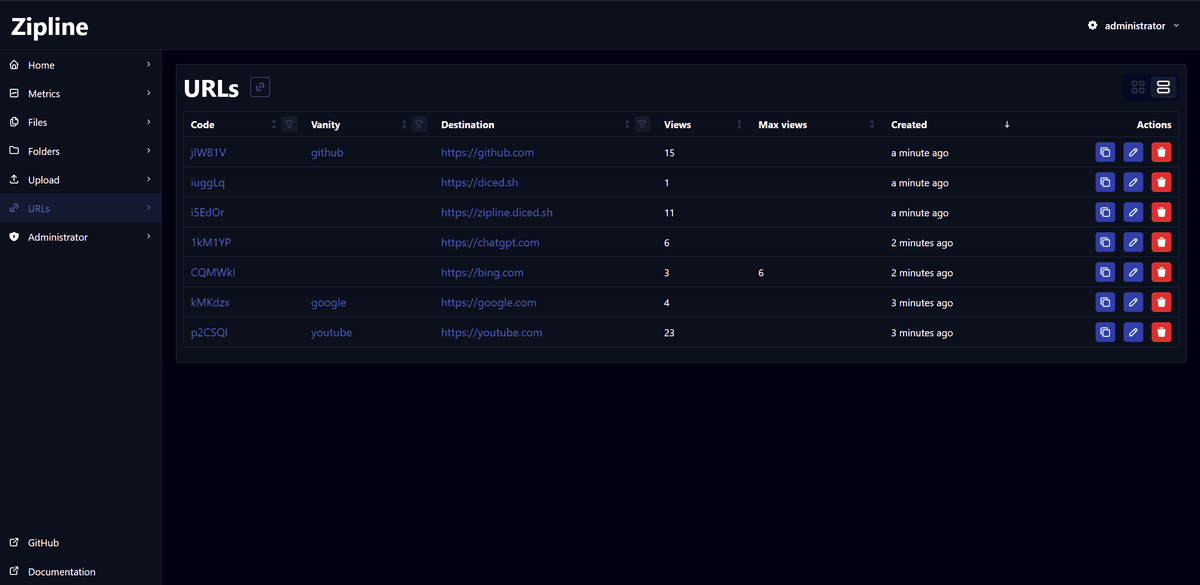 Zipline
administrator
Home
Metrics
Files
Folders
Upload
URLs
Administrator
GitHub
Documentation
URLs
Code Vanity Destination Views Max views Created Actions
jIW81V github https://github.com 15 a minute ago
iuggLq https://diced.sh 1 a minute ago
i5EdOr https://zipline.diced.sh 11 a minute ago
1kM1YP https://chatgpt.com 6 2 minutes ago
CQMWkI https://bing.com 3 6 2 minutes ago
kMKdzx google https://google.com 4 3 minutes ago
p2CSQI youtube https://youtube.com 23 3 minutes ago